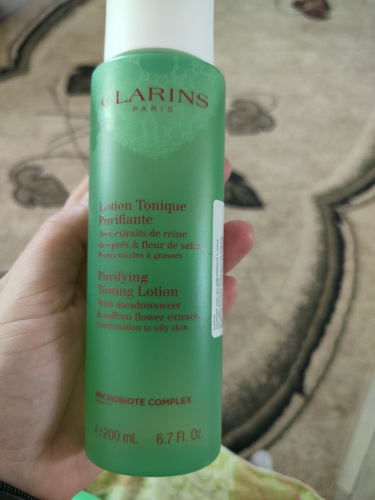 CLARINS
PARIS
Lotion Tonique
Purifiante
Aux extraits de reine
des prés & fleur de safran
Peaux mixtes à grasses
Purifying
Toning Lotion
With meadowsweet
& saffron flower extracts
Combination to oily skin
MICROBIOTE COMPLEX
e 200 mL 6.7 Fl. Oz.